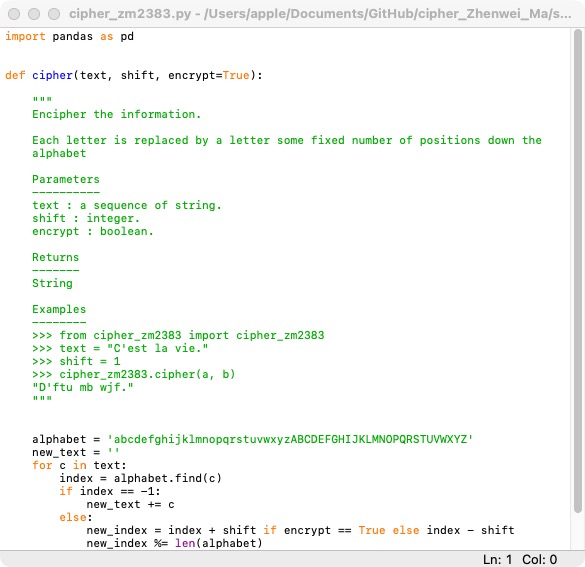 cipher_zm2383.py - /Users/apple/Documents/GitHub/cipher_Zhenwei_Ma/s...
import pandas as pd
def cipher(text, shift, encrypt=True):
"""
Encipher the information.
Each letter is replaced by a letter some fixed number of positions down the
alphabet
Parameters
----------
text : a sequence of string.
shift : integer.
encrypt : boolean.
Returns
-------
String
Examples
--------
>>> from cipher_zm2383 import cipher_zm2383
>>> text = "C'est la vie."
>>> shift = 1
>>> cipher_zm2383.cipher(a, b)
"D'ftu mb wjf."
"""
alphabet = 'abcdefghijklmnopqrstuvwxyzABCDEFGHIJKLMNOPQRSTUVWXYZ'
new_text = ''
for c in text:
index = alphabet.find(c)
if index == -1:
new_text += c
else:
new_index = index + shift if encrypt == True else index - shift
new_index %= len(alphabet)
Ln: 1 Col: 0